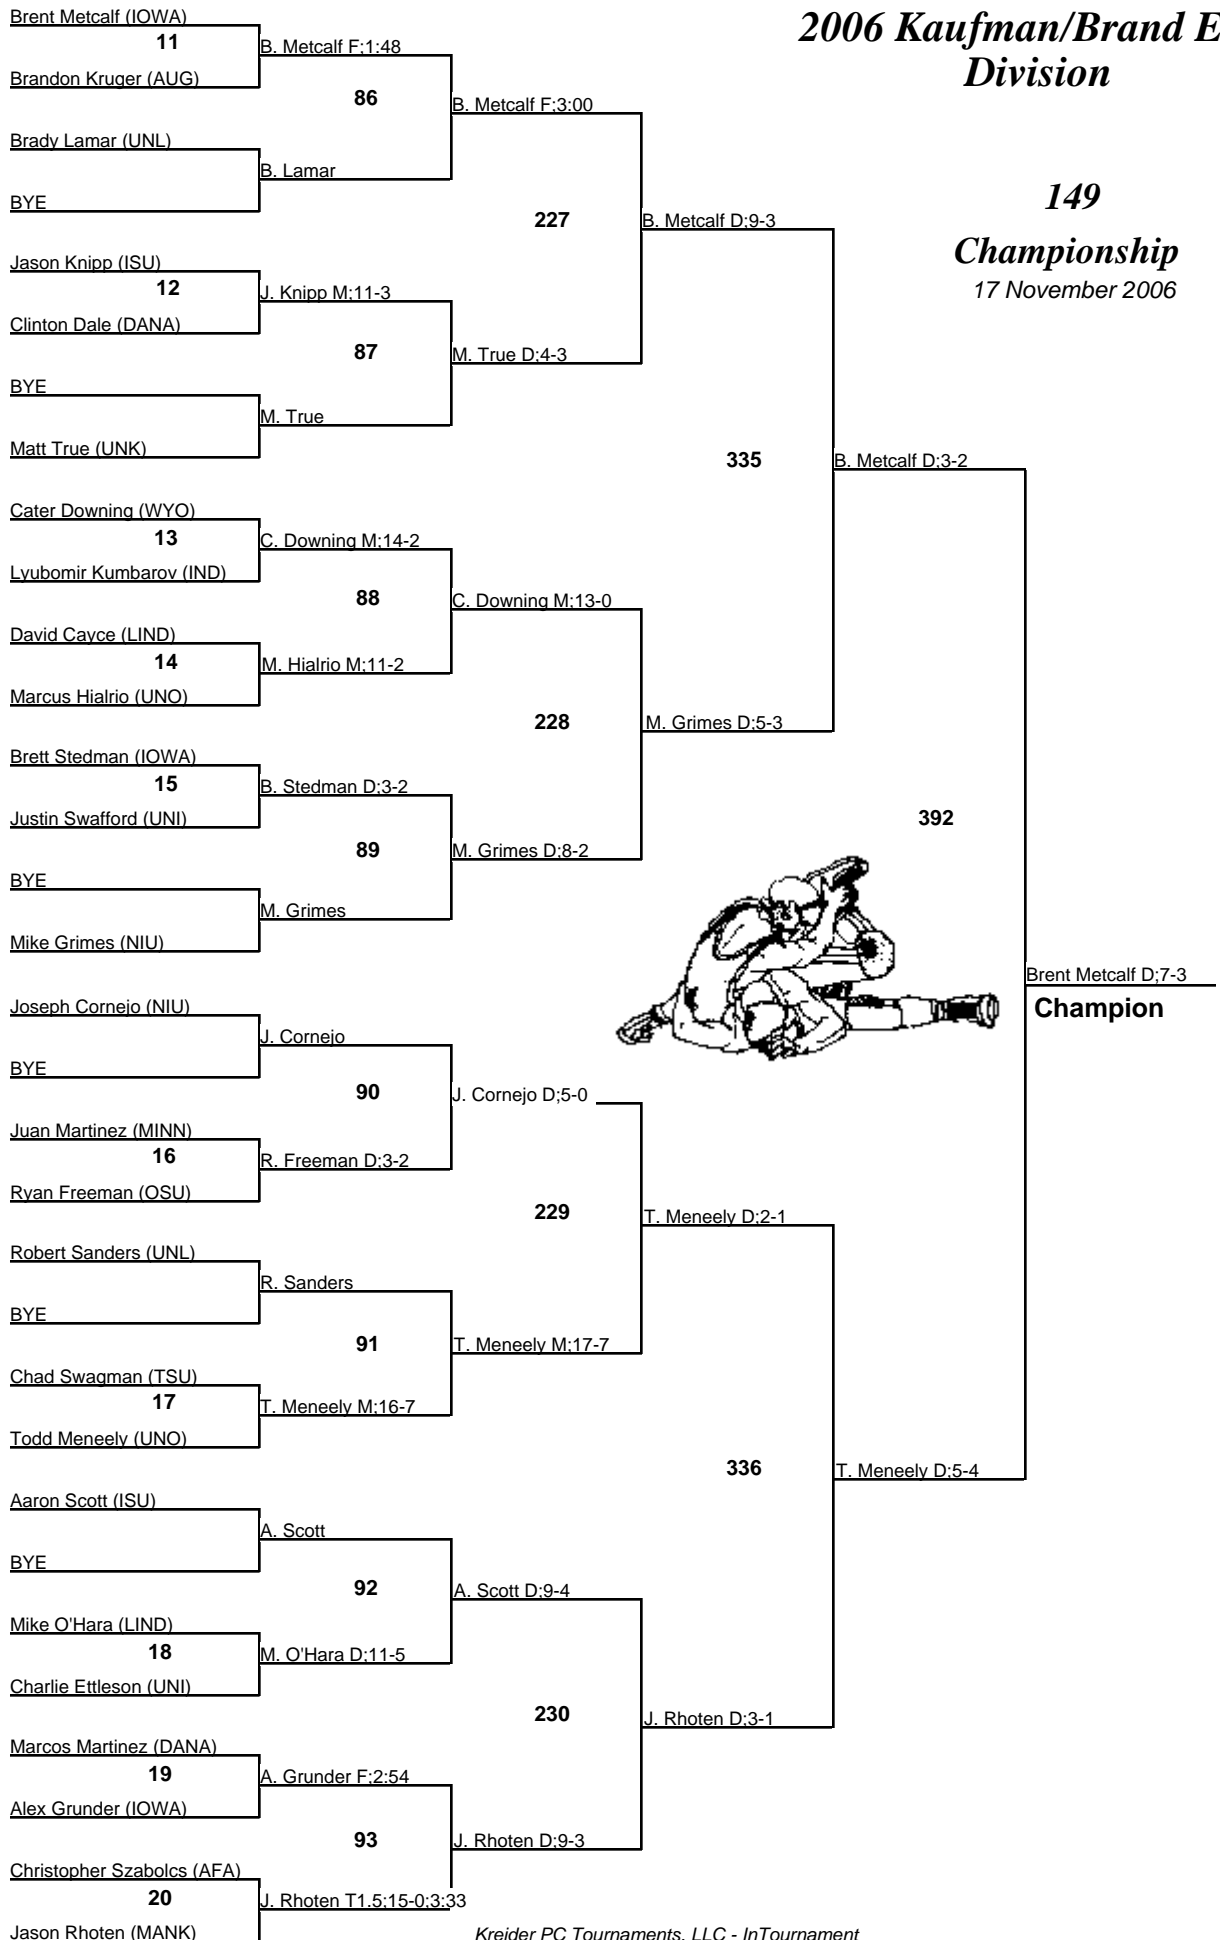 2006 Kaufman/Brand E
Division
149
Championship
17 November 2006
Brent Metcalf (IOWA)
11
B. Metcalf F;1:48
Brandon Kruger (AUG)
86
B. Metcalf F;3:00
Brady Lamar (UNL)
B. Lamar
BYE
227
B. Metcalf D;9-3
Jason Knipp (ISU)
12
J. Knipp M;11-3
Clinton Dale (DANA)
87
M. True D;4-3
BYE
M. True
Matt True (UNK)
335
B. Metcalf D;3-2
Cater Downing (WYO)
13
C. Downing M;14-2
Lyubomir Kumbarov (IND)
88
C. Downing M;13-0
David Cayce (LIND)
14
M. Hialrio M;11-2
Marcus Hialrio (UNO)
228
M. Grimes D;5-3
Brett Stedman (IOWA)
15
B. Stedman D;3-2
Justin Swafford (UNI)
392
89
M. Grimes D;8-2
BYE
M. Grimes
Mike Grimes (NIU)
Brent Metcalf D;7-3
Champion
Joseph Cornejo (NIU)
J. Cornejo
BYE
90
J. Cornejo D;5-0
Juan Martinez (MINN)
16
R. Freeman D;3-2
Ryan Freeman (OSU)
229
T. Meneely D;2-1
Robert Sanders (UNL)
R. Sanders
BYE
91
T. Meneely M;17-7
Chad Swagman (TSU)
17
T. Meneely M;16-7
Todd Meneely (UNO)
336
T. Meneely D;5-4
Aaron Scott (ISU)
A. Scott
BYE
92
A. Scott D;9-4
Mike O'Hara (LIND)
18
M. O'Hara D;11-5
Charlie Ettleson (UNI)
230
J. Rhoten D;3-1
Marcos Martinez (DANA)
19
A. Grunder F;2:54
Alex Grunder (IOWA)
93
J. Rhoten D;9-3
Christopher Szabolcs (AFA)
20
J. Rhoten T1.5;15-0;3:33
Jason Rhoten (MANK)
Kreider PC Tournaments, LLC - InTournament